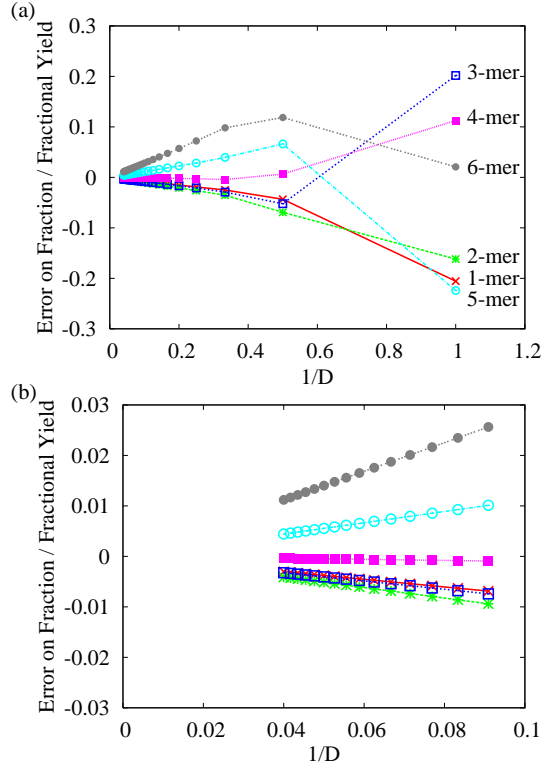 (a)
Error on Fraction / Fractional Yield
0.3
0.2
0.1
0
-0.1
-0.2
-0.3
3-mer
4-mer
6-mer
2-mer
1-mer
5-mer
0 0.2 0.4 0.6 0.8 1 1.2
1/D
(b)
Error on Fraction / Fractional Yield
0.03
0.02
0.01
0
-0.01
-0.02
-0.03
0 0.02 0.04 0.06 0.08 0.1
1/D